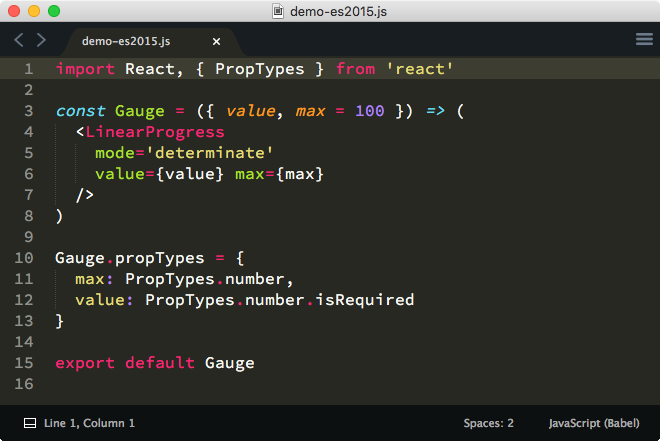 demo-es2015.js
demo-es2015.js ×
1 import React, { PropTypes } from 'react'
2
3 const Gauge = ({ value, max = 100 }) => (
4   <LinearProgress
5     mode='determinate'
6     value={value} max={max}
7   />
8 )
9
10 Gauge.propTypes = {
11   max: PropTypes.number,
12   value: PropTypes.number.isRequired
13 }
14
15 export default Gauge
16
Line 1, Column 1 Spaces: 2 JavaScript (Babel)